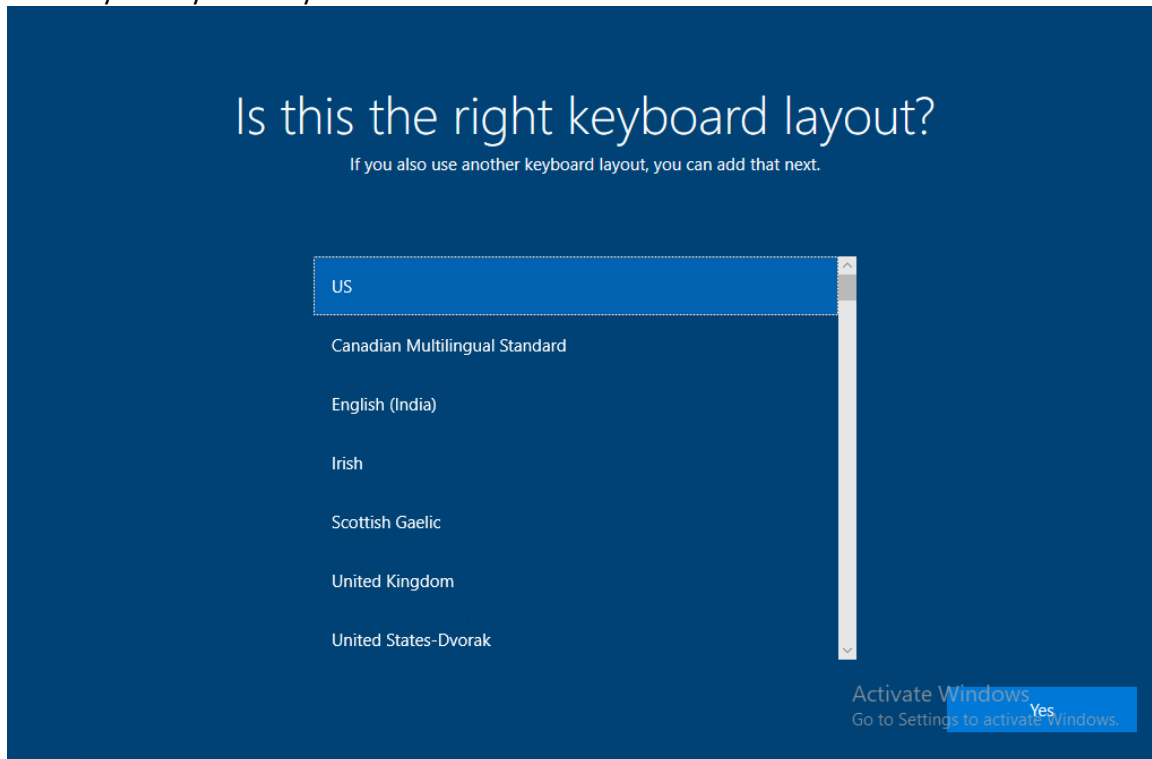 Is this the right keyboard layout?
If you also use another keyboard layout, you can add that next.
US
Canadian Multilingual Standard
English (India)
Irish
Scottish Gaelic
United Kingdom
United States-Dvorak
Activate Windows
Go to Settings to activate Windows.
Yes